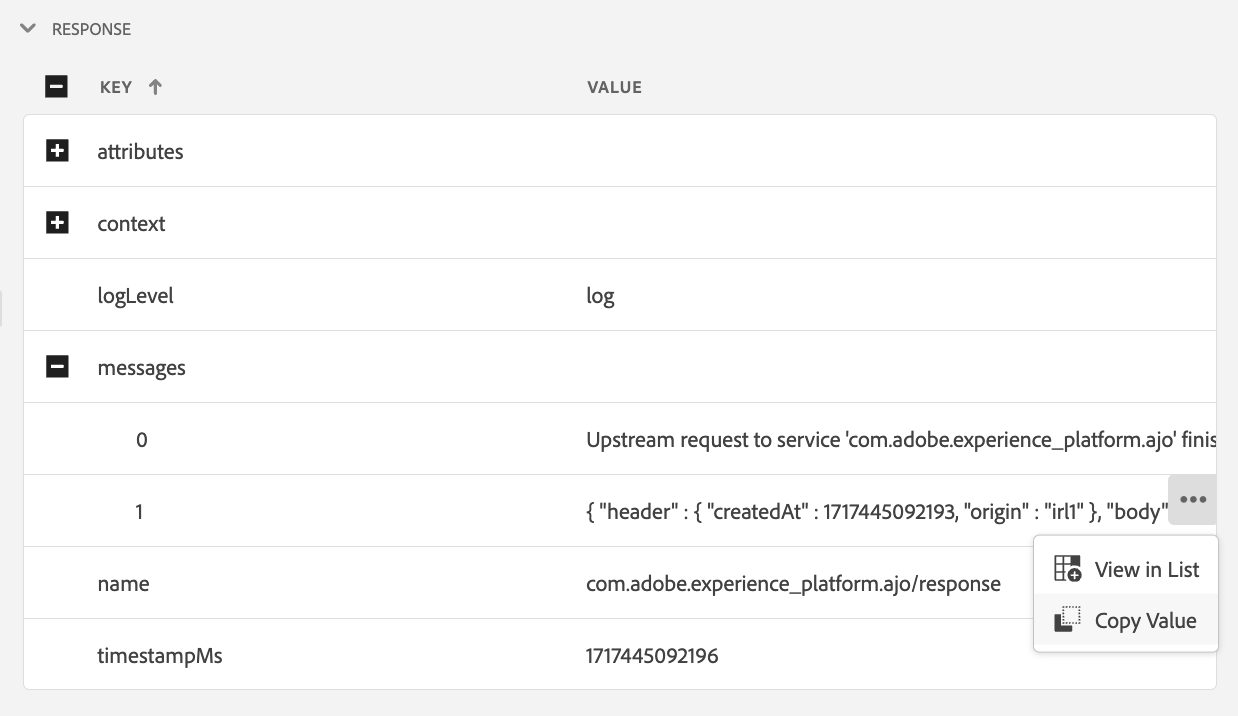 RESPONSE
KEY VALUE
attributes
context
logLevel log
messages
0 Upstream request to service 'com.adobe.experience_platform.ajo' finis
1 { "header" : { "createdAt" : 1717445092193, "origin" : "irl1" }, "body"
View in List
name com.adobe.experience_platform.ajo/response
Copy Value
timestampMs 1717445092196